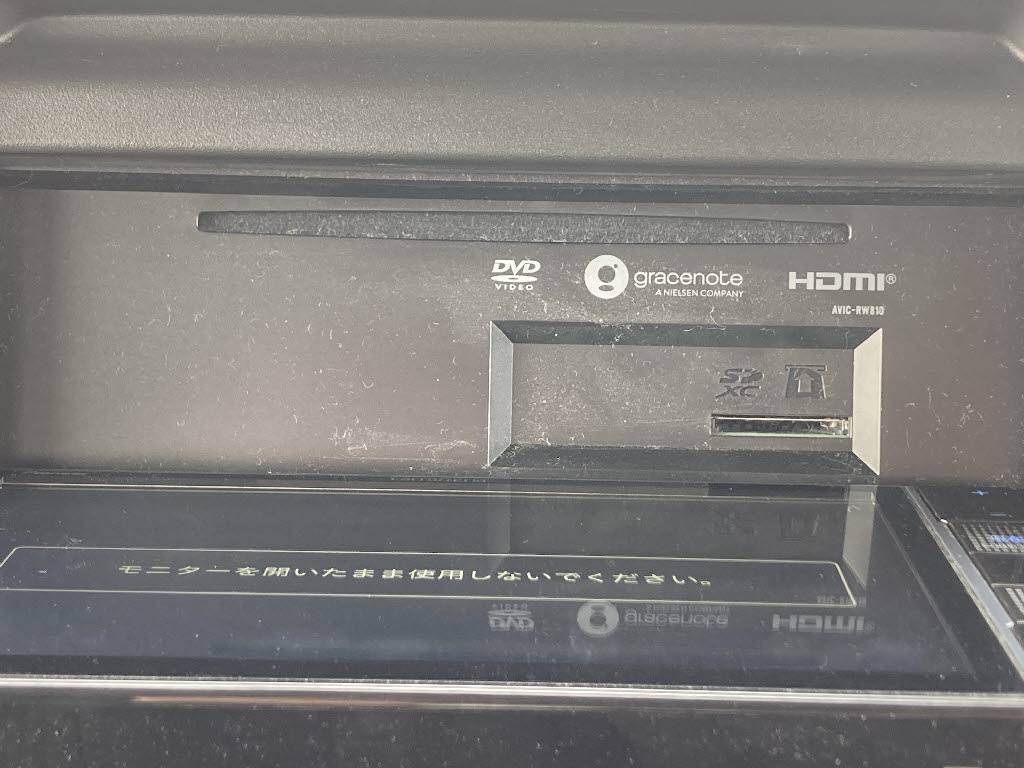 DVD
VIDEO
gracenote
A NIELSEN COMPANY
HDMI®
AVIC-RW810
SD
XC
モニターを開いたまま使用しないでください。